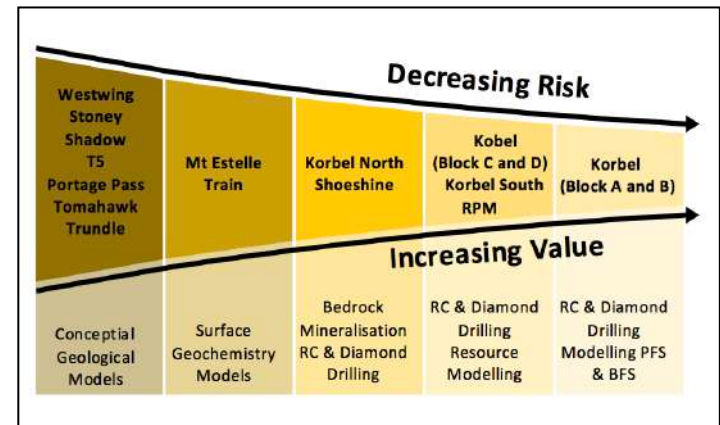 Decreasing Risk
Westwing
Stoney
Shadow
T5
Portage Pass
Tomahawk
Trundle
Mt Estelle
Train
Korbel North
Shoeshine
Kobel
(Block C and D)
Korbel South
RPM
Korbel
(Block A and B)
Increasing Value
Conceptial
Geological
Models
Surface
Geochemistry
Models
Bedrock
Mineralisation
RC & Diamond
Drilling
RC & Diamond
Drilling
Resource
Modelling
RC & Diamond
Drilling
Modelling PFS
& BFS